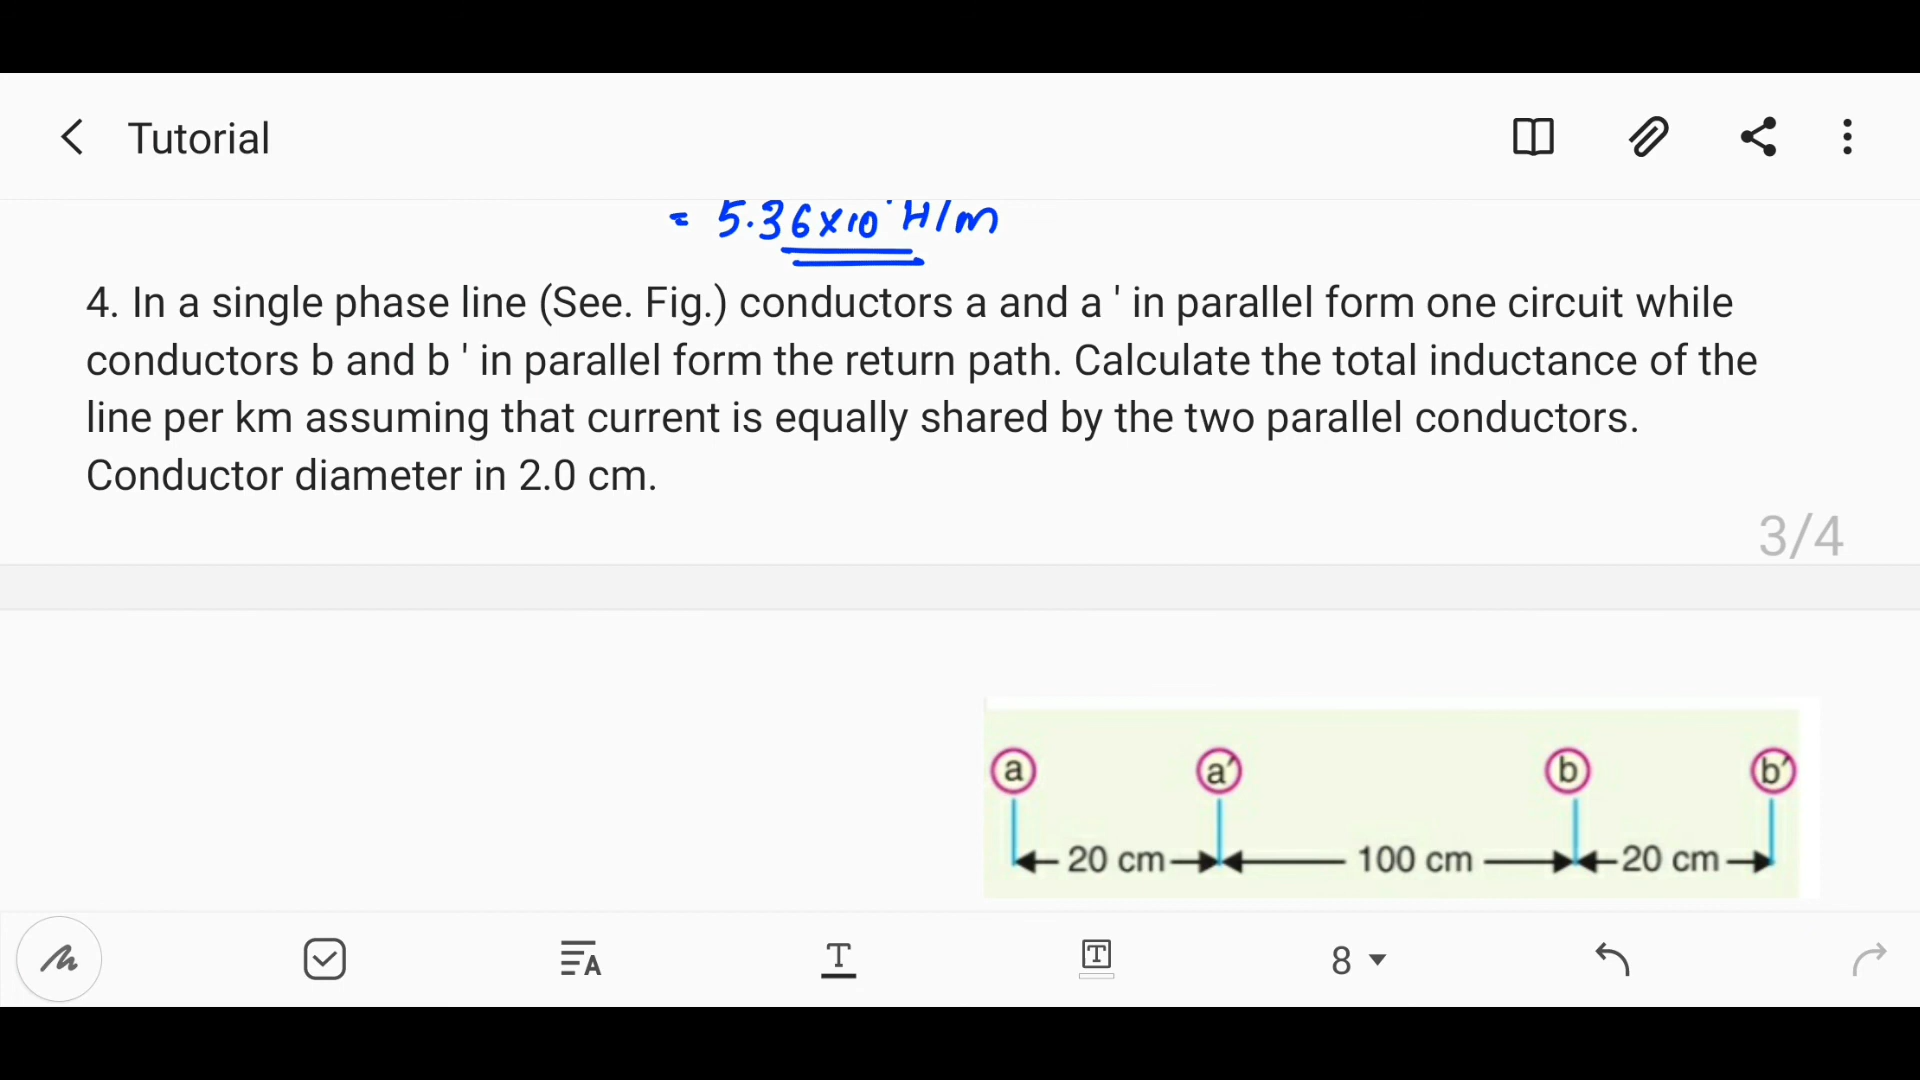 Tutorial
= 5.36x10 H/m
4. In a single phase line (See. Fig.) conductors a and a ' in parallel form one circuit while
conductors b and b ' in parallel form the return path. Calculate the total inductance of the
line per km assuming that current is equally shared by the two parallel conductors.
Conductor diameter in 2.0 cm.
3/4
a a′ b b′
20 cm 100 cm 20 cm
A T T 8